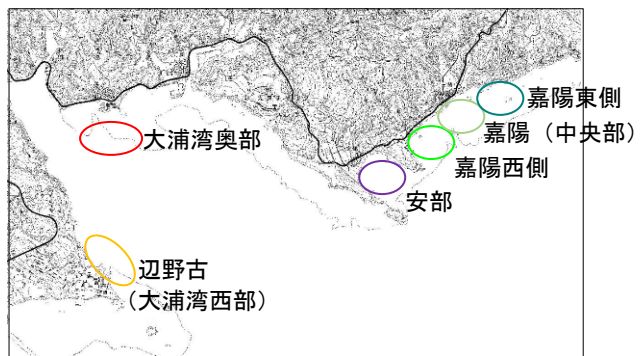 嘉陽東側
嘉陽（中央部）
大浦湾奥部
嘉陽西側
安部
辺野古
（大浦湾西部）